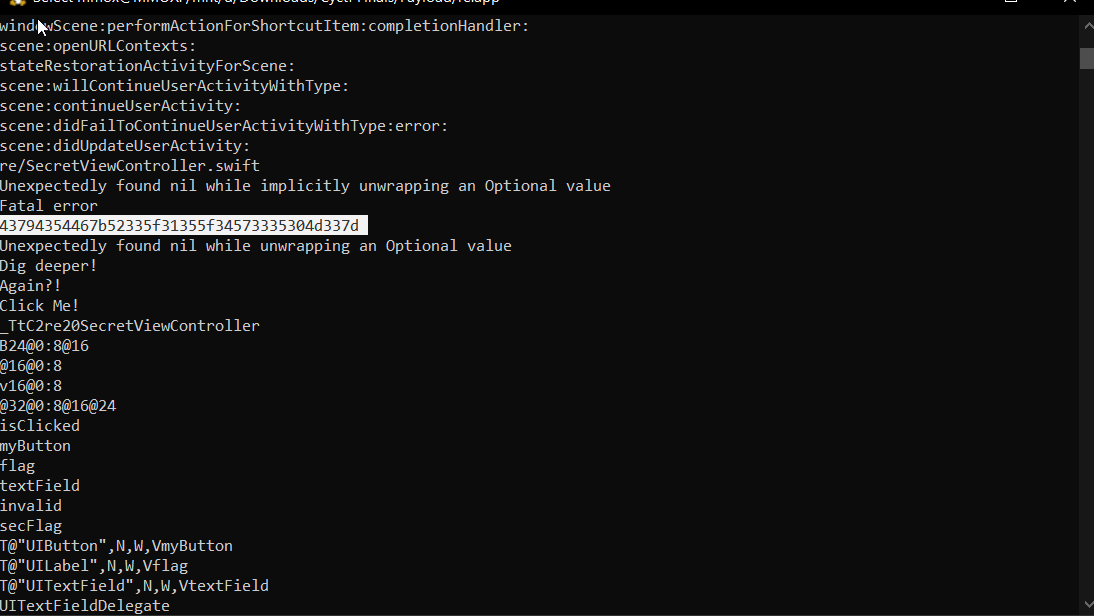 windowScene:performActionForShortcutItem:completionHandler:
scene:openURLContexts:
stateRestorationActivityForScene:
scene:willContinueUserActivityWithType:
scene:continueUserActivity:
scene:didFailToContinueUserActivityWithType:error:
scene:didUpdateUserActivity:
re/SecretViewController.swift
Unexpectedly found nil while implicitly unwrapping an Optional value
Fatal error
43794354467b52335f31355f34573335304d337d
Unexpectedly found nil while unwrapping an Optional value
Dig deeper!
Again?!
Click Me!
_TtC2re20SecretViewController
B24@0:8@16
@16@0:8
v16@0:8
@32@0:8@16@24
isClicked
myButton
flag
textField
invalid
secFlag
T@"UIButton",N,W,VmyButton
T@"UILabel",N,W,Vflag
T@"UITextField",N,W,VtextField
UITextFieldDelegate